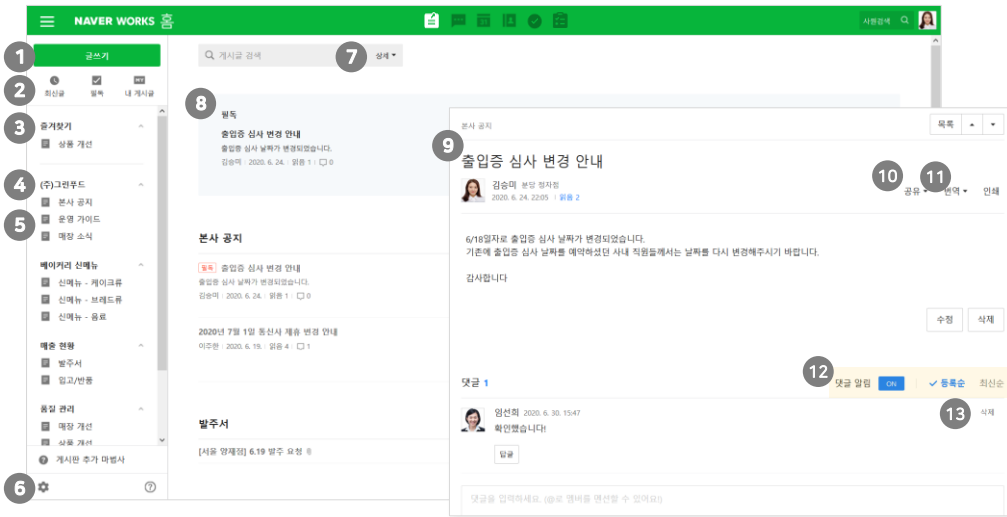 NAVER WORKS 홈
사원검색
1 글쓰기
2 최신글 필독 내 게시글
3 즐겨찾기
상품 개선
4 (주)그린푸드
본사 공지
5 운영 가이드
매장 소식
베이커리 신메뉴
신메뉴 - 케이크류
신메뉴 - 브레드류
신메뉴 - 음료
매출 현황
발주서
입고/반품
품질 관리
매장 개선
상품 개선
게시판 추가 마법사
6
게시글 검색 7 상세
8 필독
출입증 심사 변경 안내
출입증 심사 날짜가 변경되었습니다.
김승미 2020. 6. 24. 읽음 1 0
본사 공지
필독 출입증 심사 변경 안내
출입증 심사 날짜가 변경되었습니다.
김승미 2020. 6. 24. 읽음 1 0
2020년 7월 1일 통신사 제휴 변경 안내
이주한 2020. 6. 19. 읽음 4 1
발주서
[서울 양재점] 6.19 발주 요청
본사 공지 목록
9 출입증 심사 변경 안내
김승미 분당 정자점
2020. 6. 24. 22:05 읽음 2
10 공유 11 번역 인쇄
6/18일자로 출입증 심사 날짜가 변경되었습니다.
기존에 출입증 심사 날짜를 예약하셨던 사내 직원들께서는 날짜를 다시 변경해주시기 바랍니다.
감사합니다
수정 삭제
댓글 1 12 댓글 알림 ON 등록순 최신순
임선희 2020. 6. 30. 15:47 13 삭제
확인했습니다!
답글
댓글을 입력하세요. (@로 멤버를 멘션할 수 있어요!)